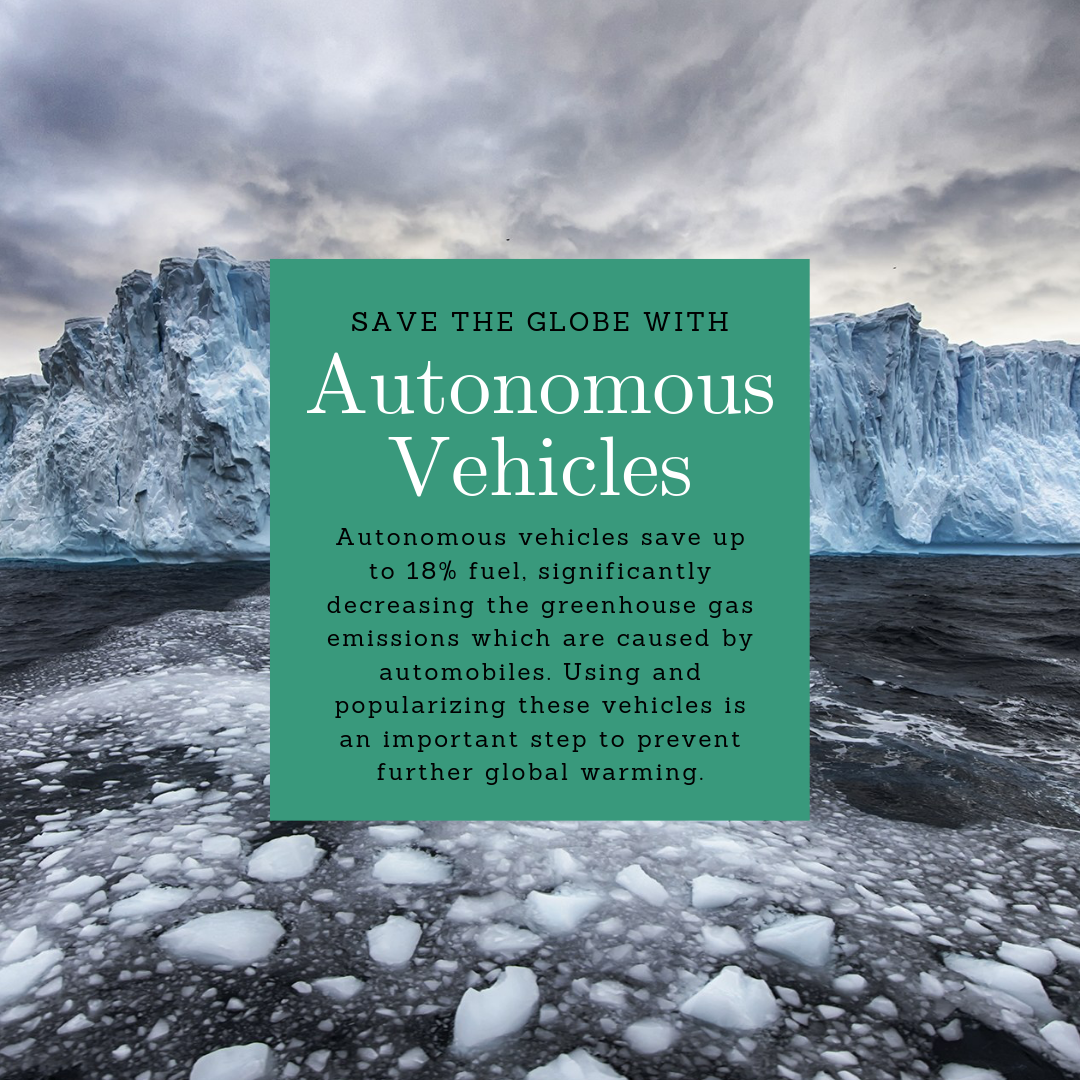 SAVE THE GLOBE WITH
Autonomous
Vehicles
Autonomous vehicles save up
to 18% fuel, significantly
decreasing the greenhouse gas
emissions which are caused by
automobiles. Using and
popularizing these vehicles is
an important step to prevent
further global warming.